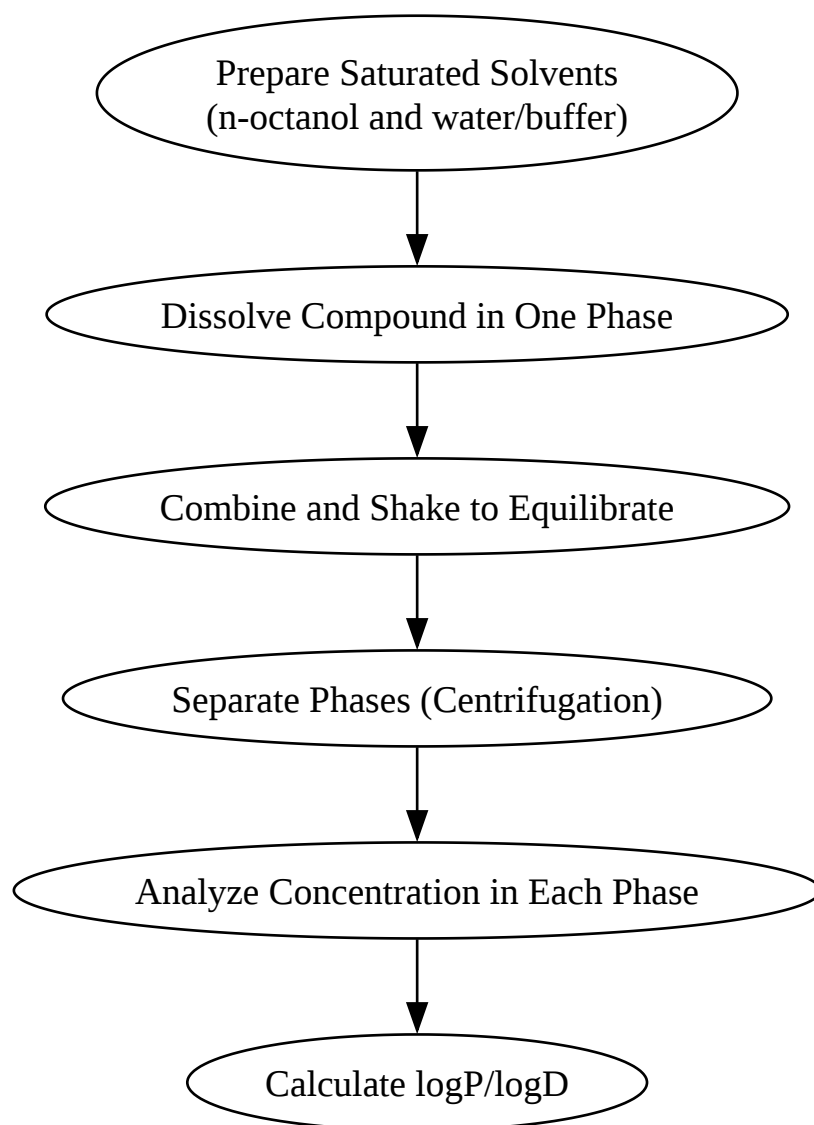 Prepare Saturated Solvents
(n-octanol and water/buffer)
Dissolve Compound in One Phase
Combine and Shake to Equilibrate
Separate Phases (Centrifugation)
Analyze Concentration in Each Phase
Calculate logP/logD